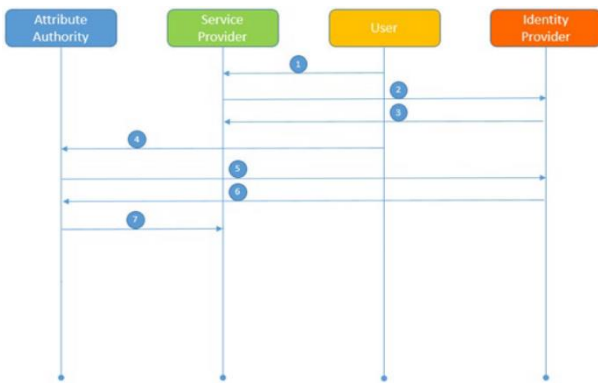 Attribute
Authority
Service
Provider
User
Identity
Provider
1
2
3
4
5
6
7